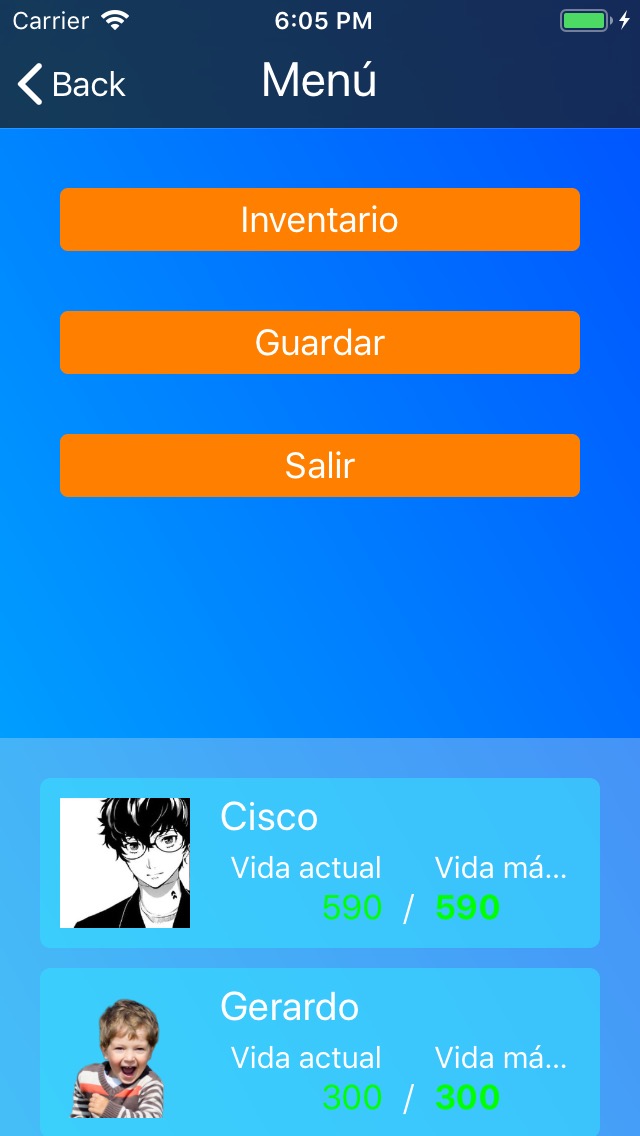 Carrier 6:05 PM
Back Menú
Inventario
Guardar
Salir
Cisco
Vida actual Vida má...
590 / 590
Gerardo
Vida actual Vida má...
300 / 300